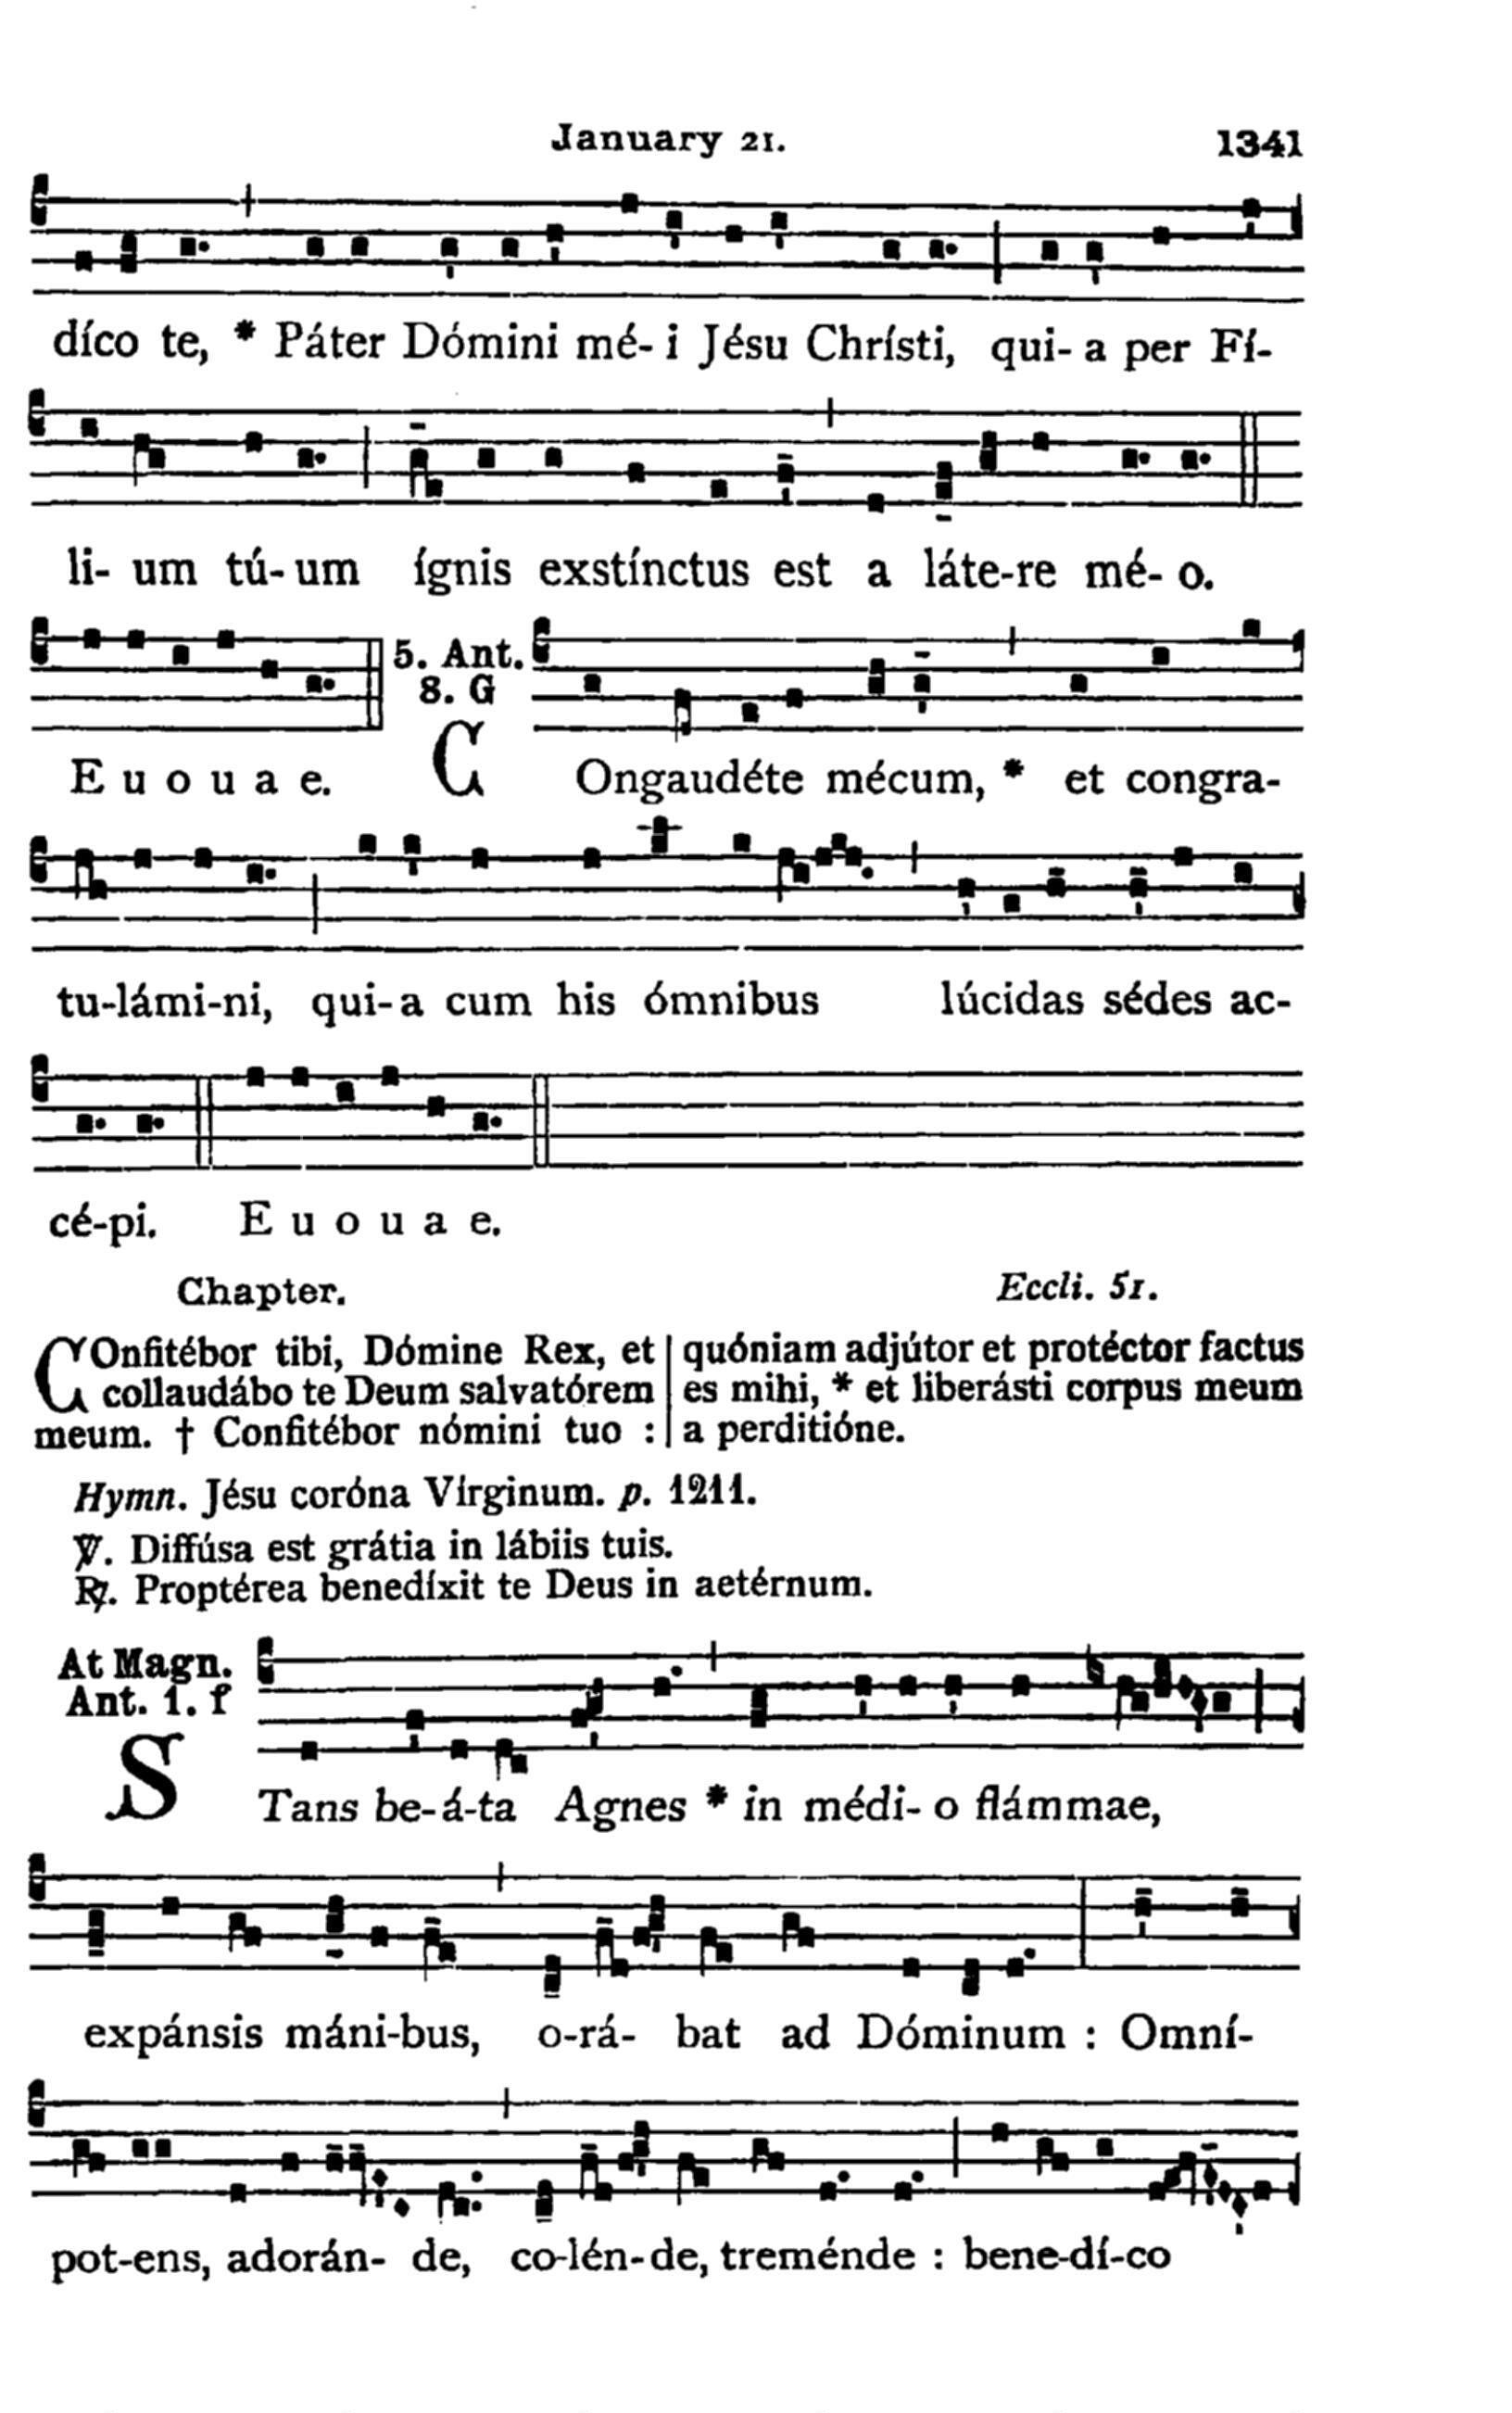 January 21. 1341
díco te, * Páter Dómini mé- i Jésu Chrísti, qui- a per Fí-
li- um tú- um ígnis exstínctus est a láte-re mé- o.
5. Ant.
8. G
E u o u a e. C Ongaudéte mécum, * et congra-
tu-lámi-ni, qui- a cum his ómnibus lúcidas sédes ac-
cé-pi. E u o u a e.
Chapter. Eccli. 51.
COnfitébor tibi, Dómine Rex, et
collaudábo te Deum salvatórem
meum. † Confitébor nómini tuo :
quóniam adjútor et protéctor factus
es mihi, * et liberásti corpus meum
a perditióne.
Hymn. Jésu coróna Vírginum. p. 1211.
℣. Diffúsa est grátia in lábiis tuis.
℟. Proptérea benedíxit te Deus in aetérnum.
At Magn.
Ant. 1. f
S Tans be- á-ta Agnes * in médi- o flámmae,
expánsis máni-bus, o-rá- bat ad Dóminum : Omní-
pot-ens, adorán- de, co-lén- de, treménde : bene-dí-co